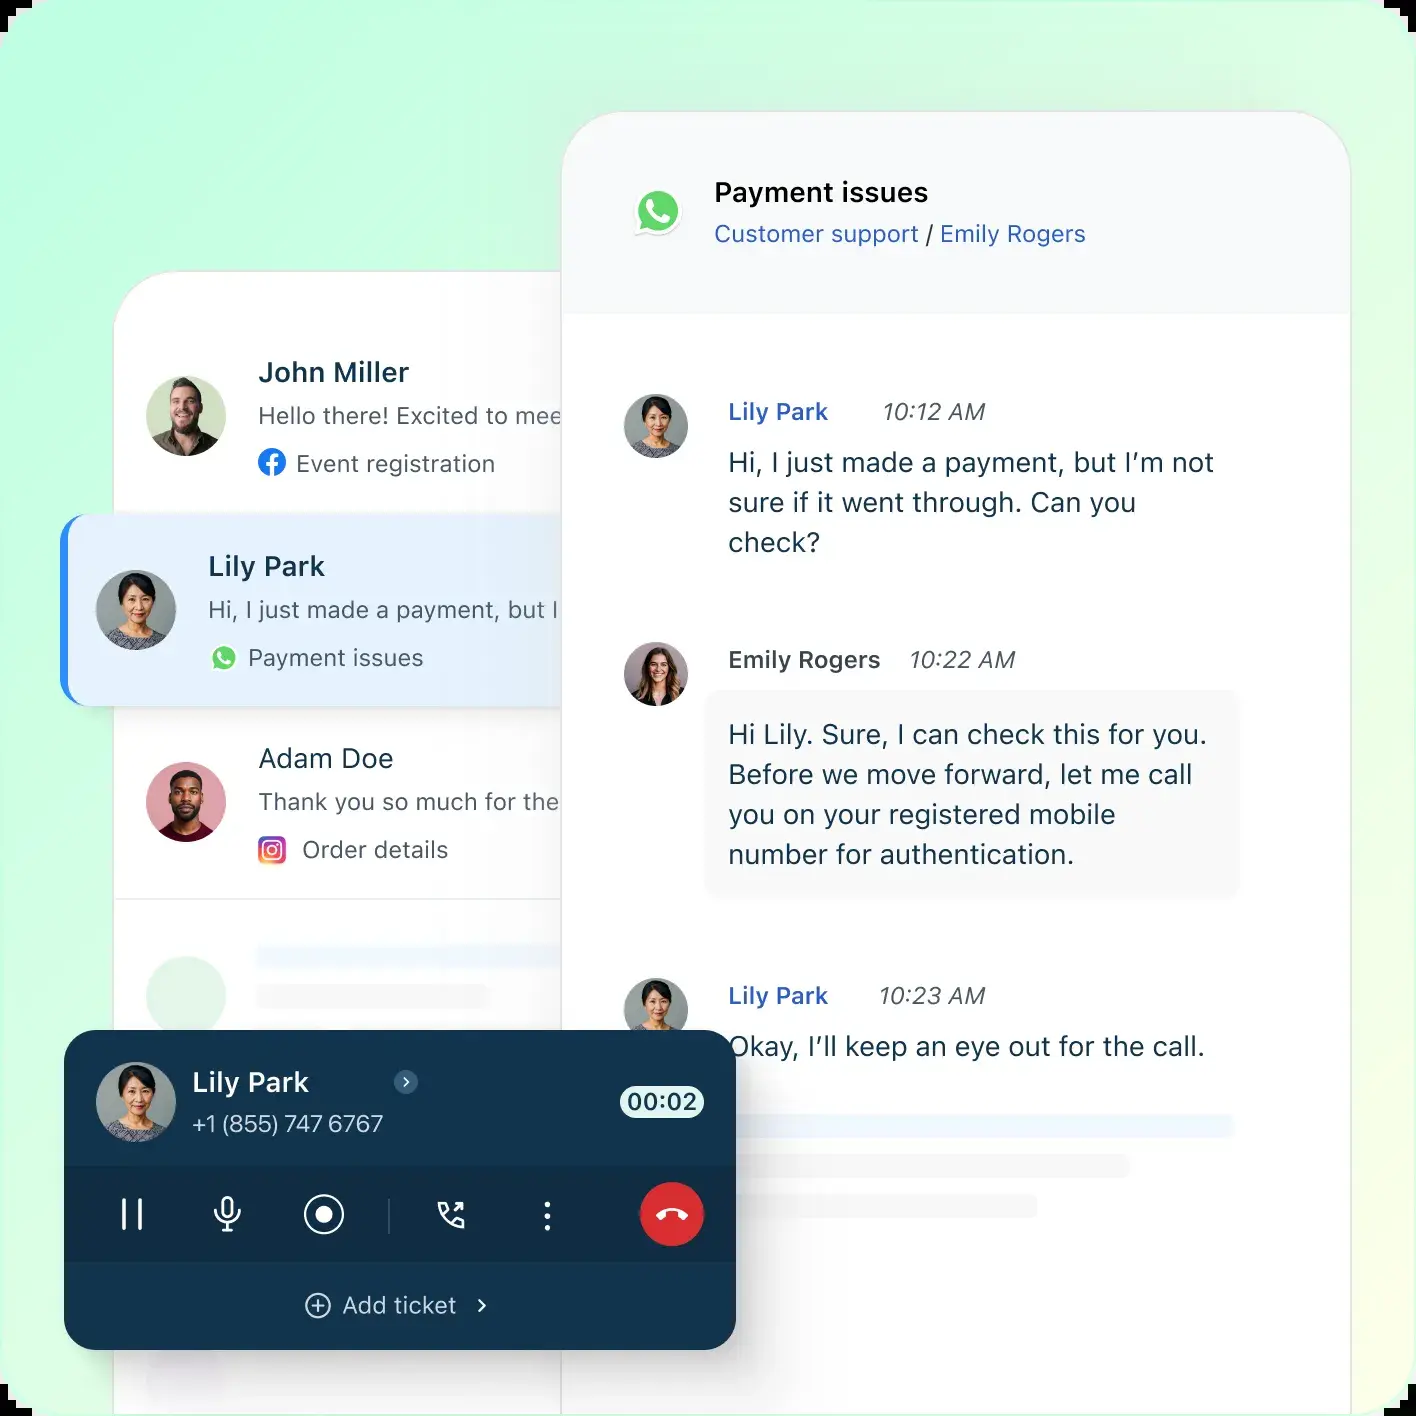 Payment issues
Customer support / Emily Rogers
John Miller
Hello there! Excited to mee
Event registration
Lily Park
Hi, I just made a payment, but I
Payment issues
Adam Doe
Thank you so much for the
Order details
Lily Park 10:12 AM
Hi, I just made a payment, but I’m not
sure if it went through. Can you
check?
Emily Rogers 10:22 AM
Hi Lily. Sure, I can check this for you.
Before we move forward, let me call
you on your registered mobile
number for authentication.
Lily Park 10:23 AM
Okay, I’ll keep an eye out for the call.
Lily Park
+1 (855) 747 6767
00:02
Add ticket